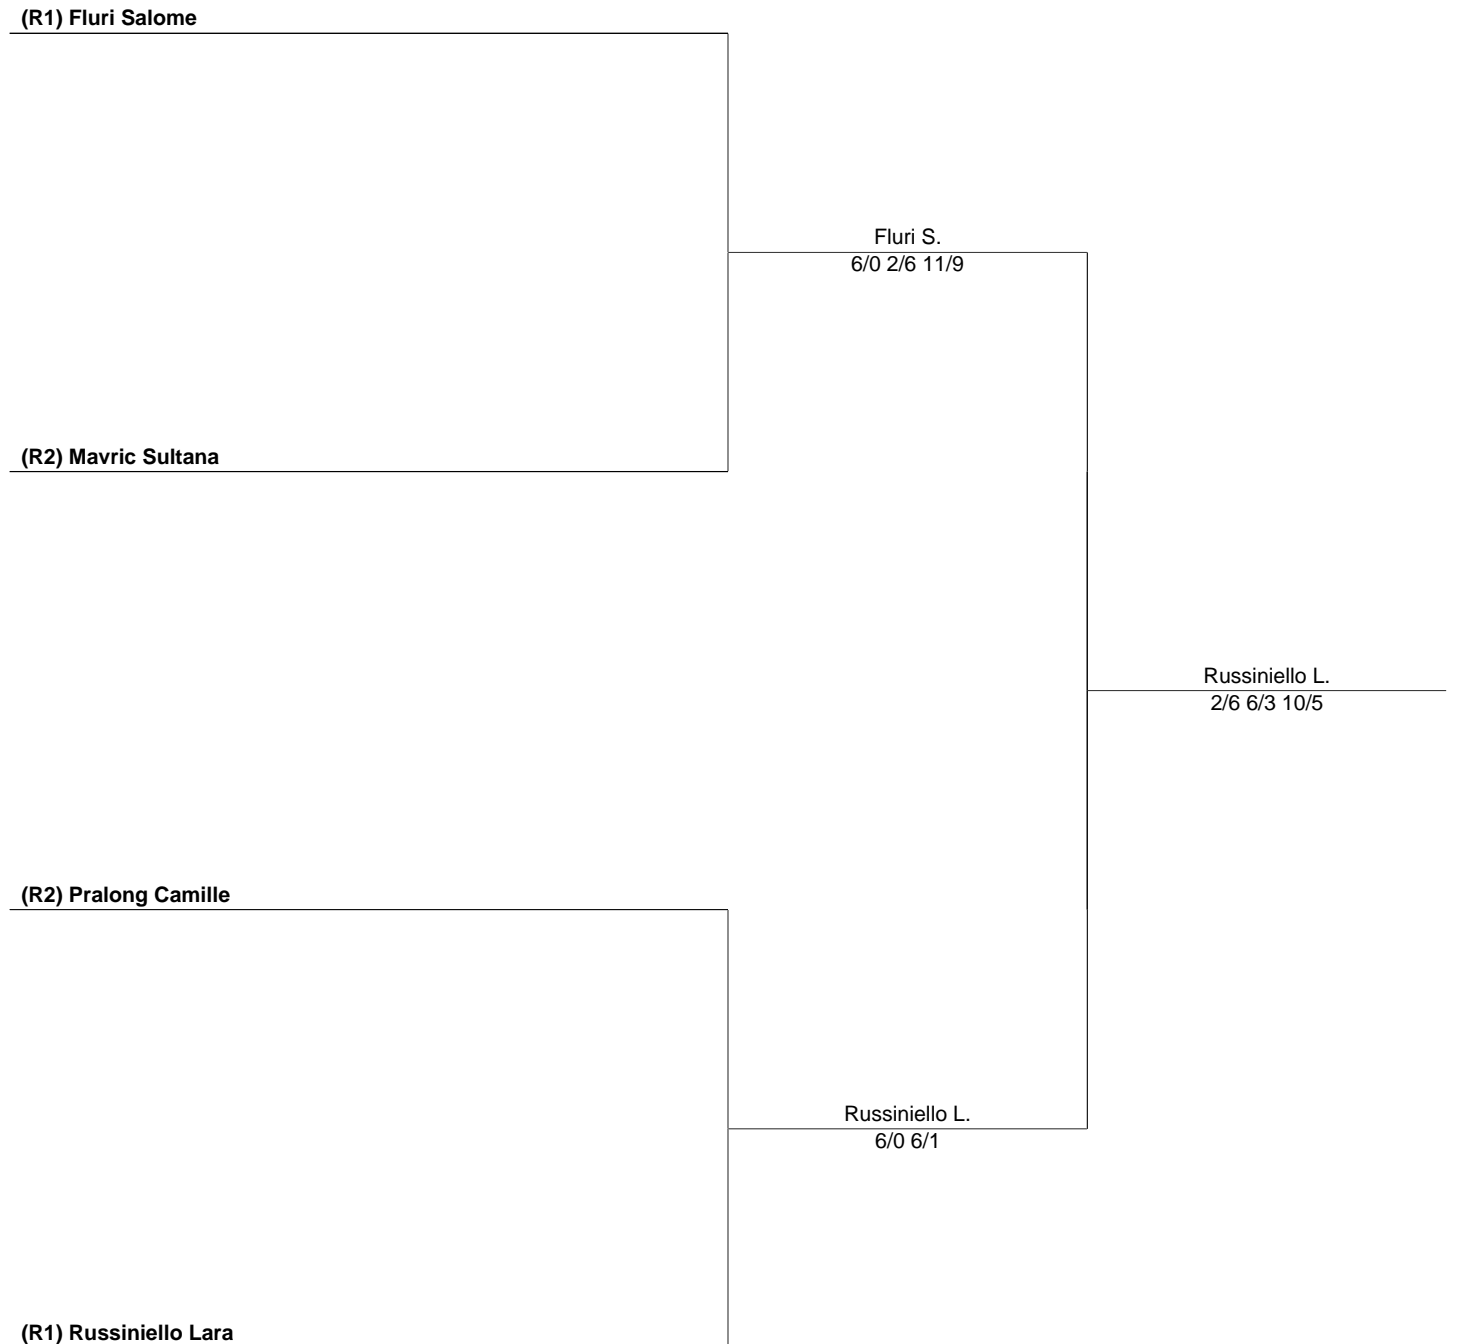 (R1) Fluri Salome
Fluri S.
6/0 2/6 11/9
(R2) Mavric Sultana
Russiniello L.
2/6 6/3 10/5
(R2) Pralong Camille
Russiniello L.
6/0 6/1
(R1) Russiniello Lara